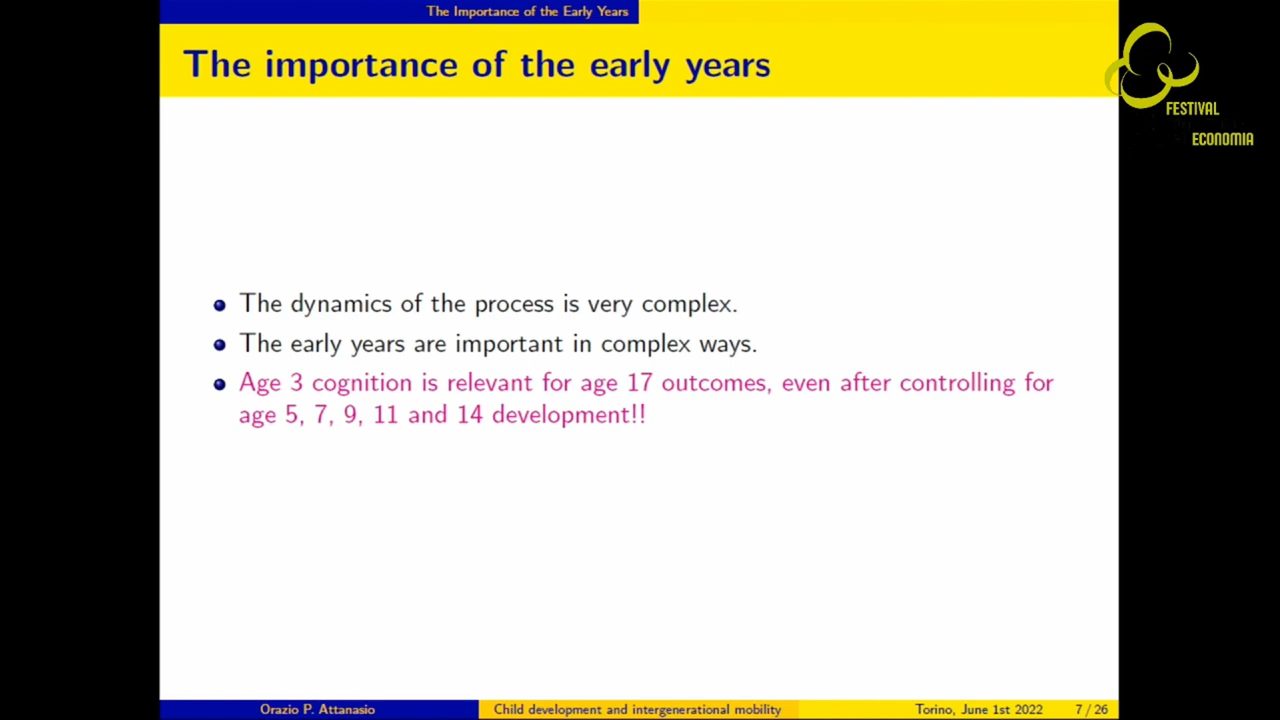 The Importance of the Early Years
The importance of the early years
FESTIVAL
ECONOMIA
The dynamics of the process is very complex.
The early years are important in complex ways.
Age 3 cognition is relevant for age 17 outcomes, even after controlling for
age 5, 7, 9, 11 and 14 development!!
Orazio P. Attanasio
Child development and intergenerational mobility
Torino, June 1st 2022
7 / 26